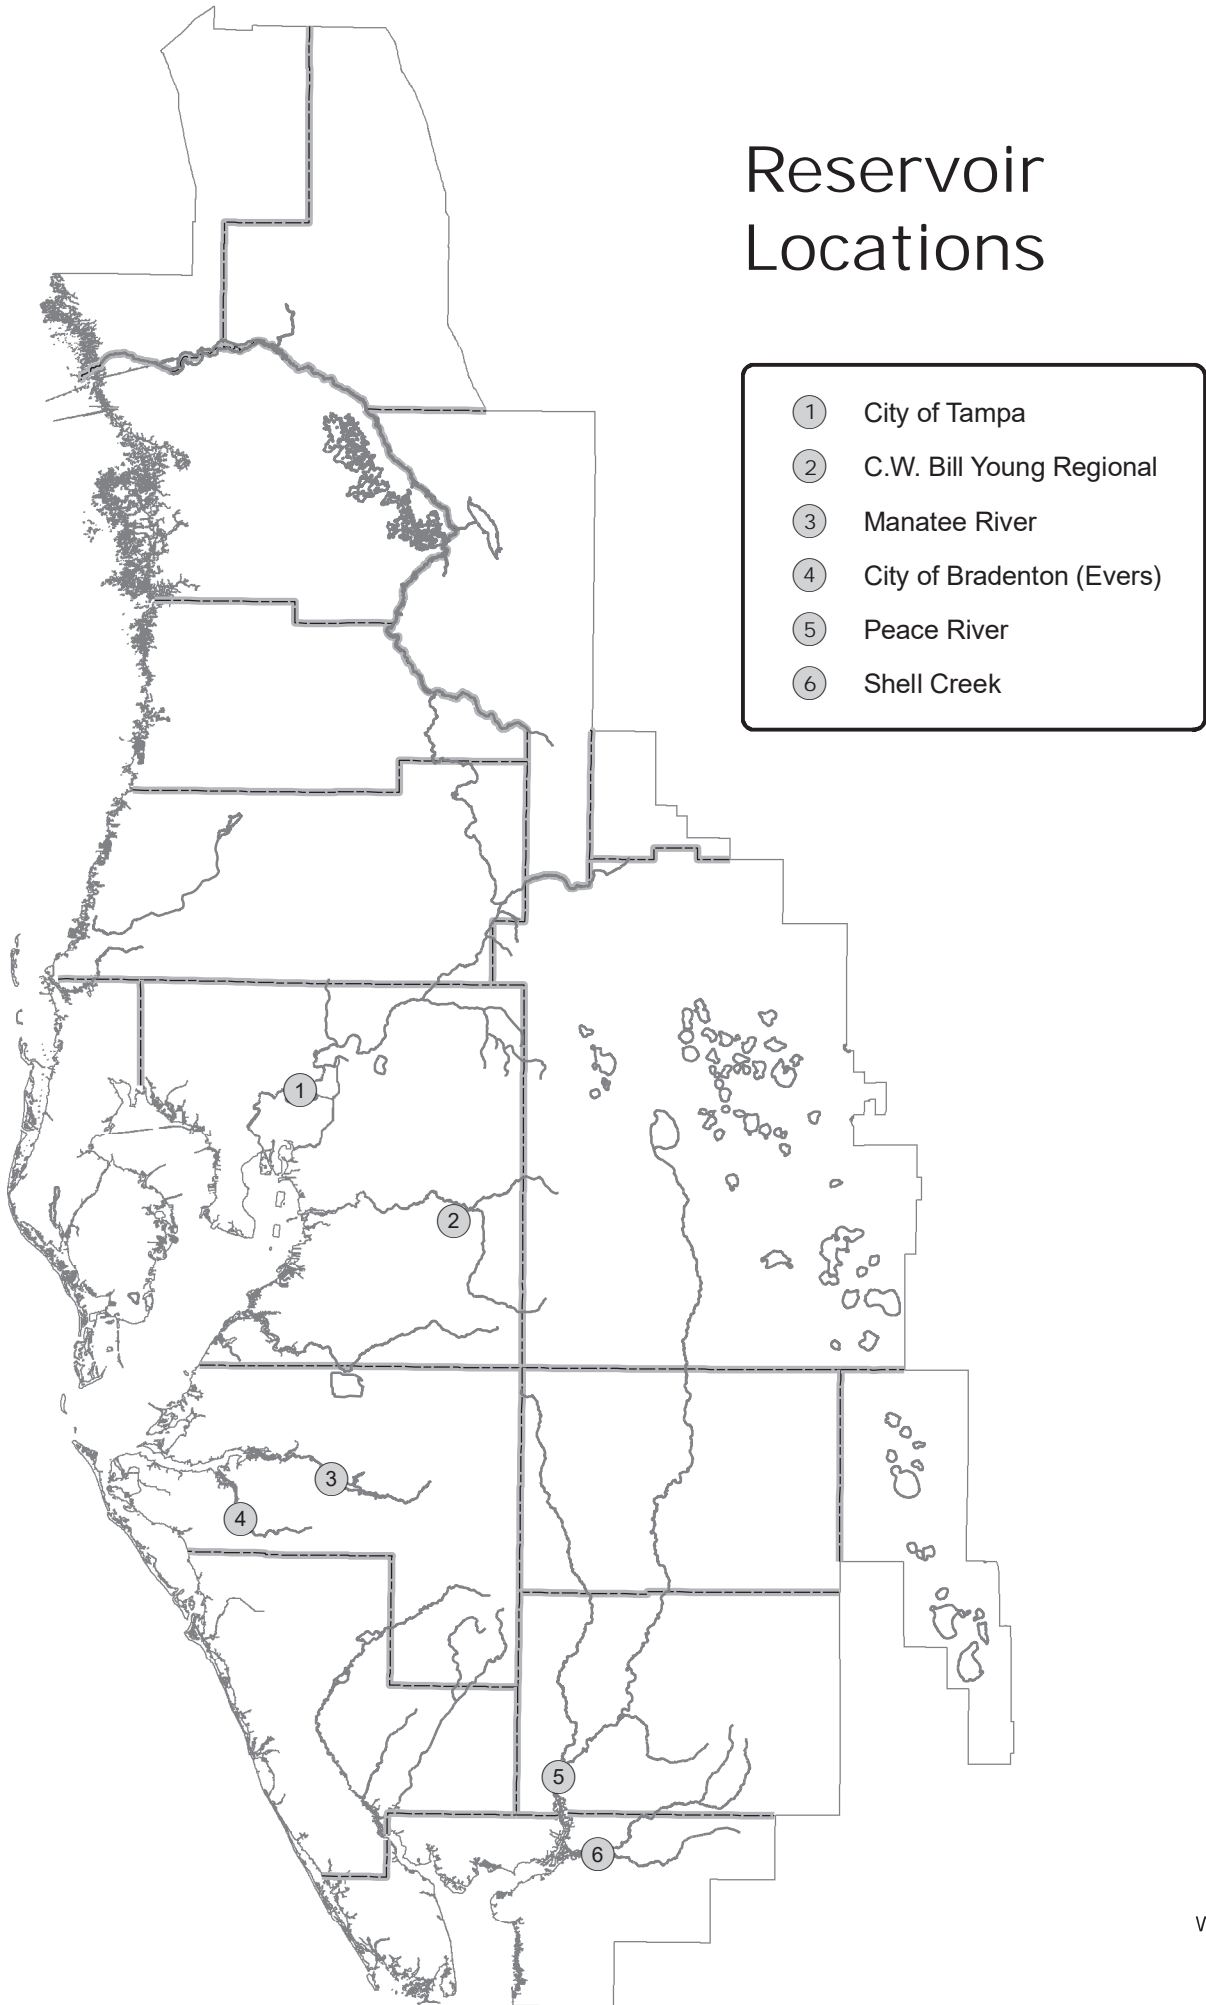 Reservoir
Locations
1 City of Tampa
2 C.W. Bill Young Regional
3 Manatee River
4 City of Bradenton (Evers)
5 Peace River
6 Shell Creek
1
2
3
4
5
6